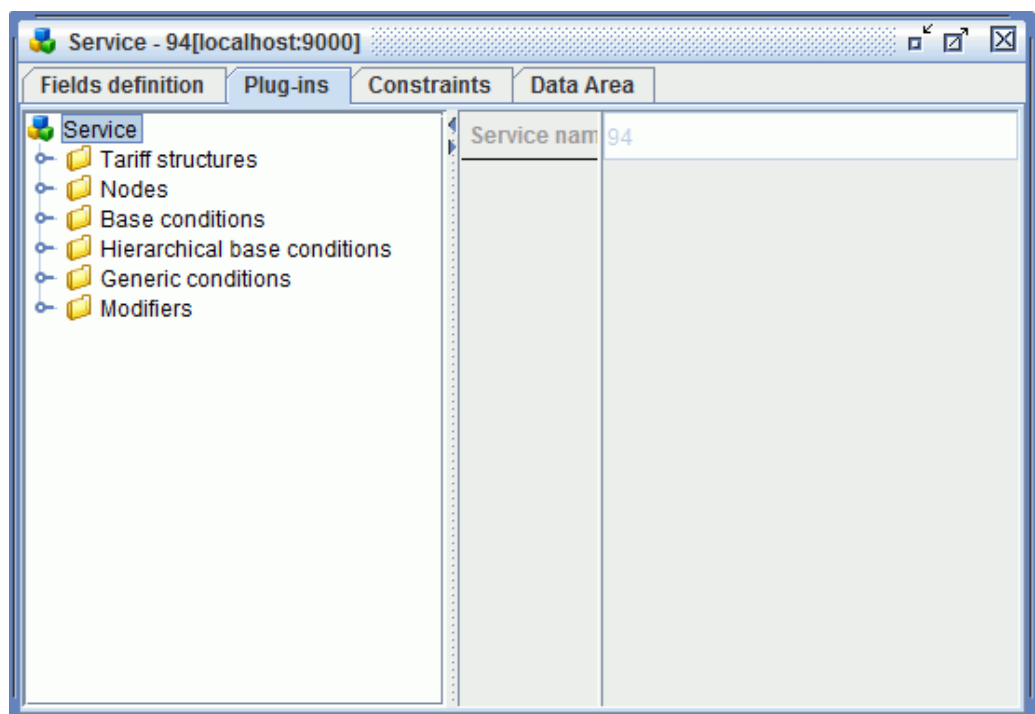 Service - 94[localhost:9000]
Fields definition Plug-ins Constraints Data Area
Service
Tariff structures
Nodes
Base conditions
Hierarchical base conditions
Generic conditions
Modifiers
Service nam 94